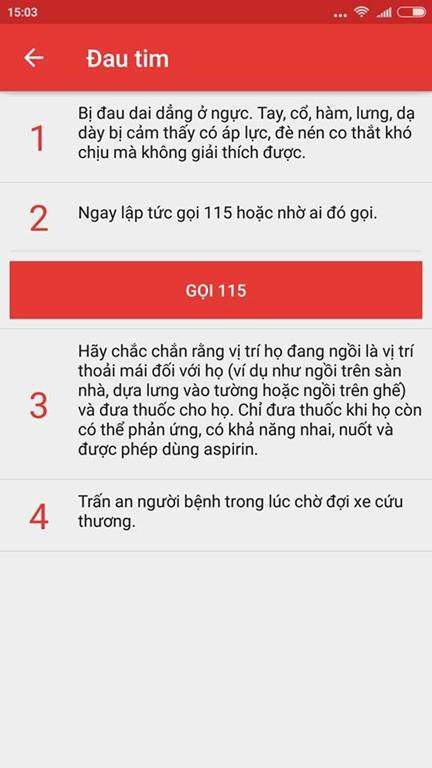 15:03
Đau tim
1
Bị đau dai dẳng ở ngực. Tay, cổ, hàm, lưng, dạ
dày bị cảm thấy có áp lực, đè nén co thắt khó
chịu mà không giải thích được.
2
Ngay lập tức gọi 115 hoặc nhờ ai đó gọi.
GỌI 115
3
Hãy chắc chắn rằng vị trí họ đang ngồi là vị trí
thoải mái đối với họ (ví dụ như ngồi trên sàn
nhà, dựa lưng vào tường hoặc ngồi trên ghế)
và đưa thuốc cho họ. Chỉ đưa thuốc khi họ còn
có thể phản ứng, có khả năng nhai, nuốt và
được phép dùng aspirin.
4
Trấn an người bệnh trong lúc chờ đợi xe cứu
thương.